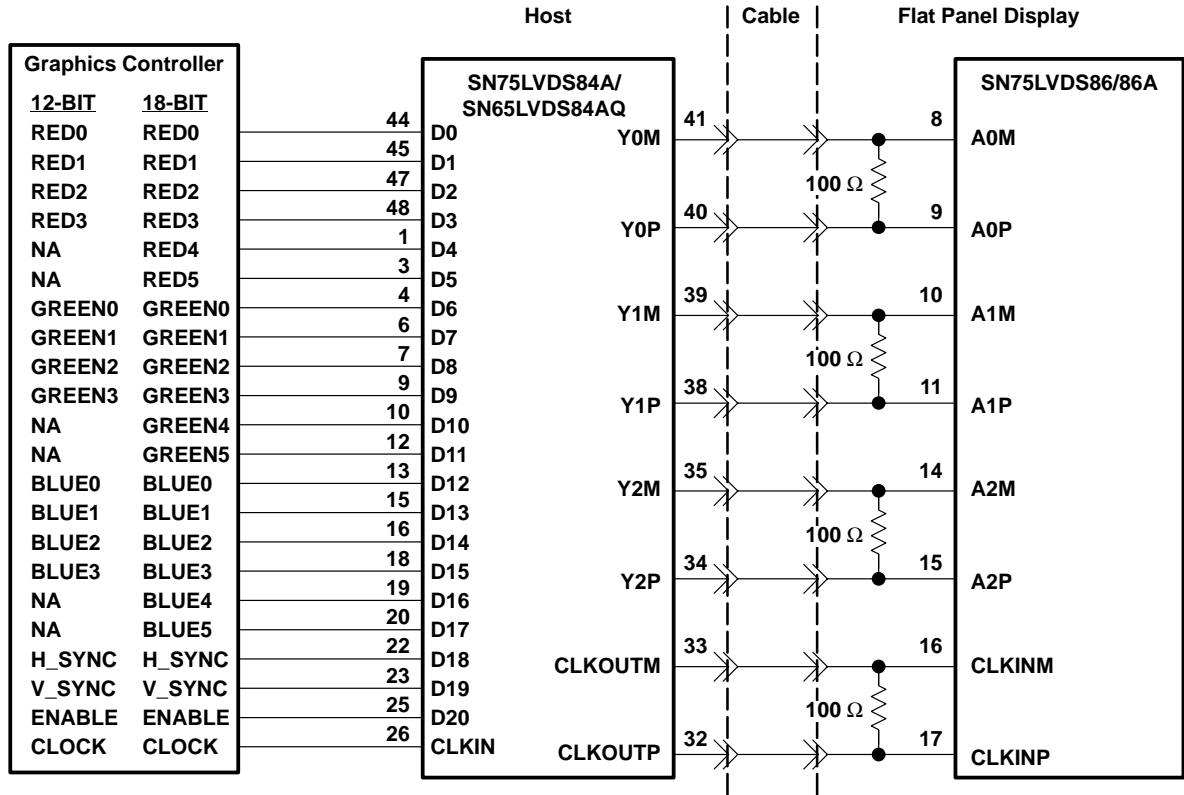 Host Cable Flat Panel Display
Graphics Controller
12-BIT 18-BIT
SN75LVDS84A/
SN65LVDS84AQ
SN75LVDS86/86A
RED0 RED0 44 D0
RED1 RED1 45 D1
RED2 RED2 47 D2
RED3 RED3 48 D3
NA RED4 1 D4
NA RED5 3 D5
GREEN0 GREEN0 4 D6
GREEN1 GREEN1 6 D7
GREEN2 GREEN2 7 D8
GREEN3 GREEN3 9 D9
NA GREEN4 10 D10
NA GREEN5 12 D11
BLUE0 BLUE0 13 D12
BLUE1 BLUE1 15 D13
BLUE2 BLUE2 16 D14
BLUE3 BLUE3 18 D15
NA BLUE4 19 D16
NA BLUE5 20 D17
H_SYNC H_SYNC 22 D18
V_SYNC V_SYNC 23 D19
ENABLE ENABLE 25 D20
CLOCK CLOCK 26 CLKIN
Y0M 41 8 A0M
100 Ω
Y0P 40 9 A0P
Y1M 39 10 A1M
100 Ω
Y1P 38 11 A1P
Y2M 35 14 A2M
100 Ω
Y2P 34 15 A2P
CLKOUTM 33 16 CLKINM
100 Ω
CLKOUTP 32 17 CLKINP